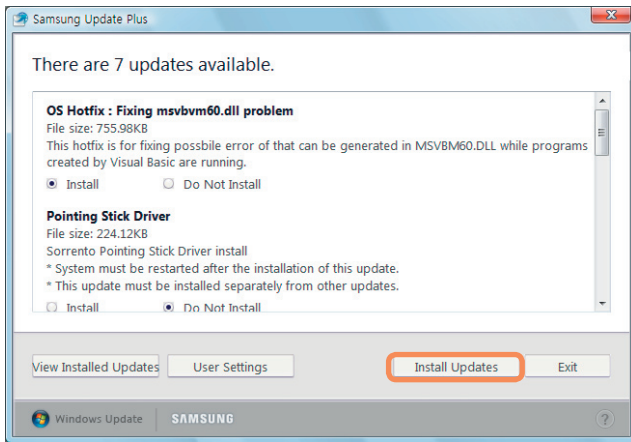 Samsung Update Plus
There are 7 updates available.
OS Hotfix : Fixing msvbvm60.dll problem
File size: 755.98KB
This hotfix is for fixing possbile error of that can be generated in MSVBM60.DLL while programs
created by Visual Basic are running.
Install Do Not Install
Pointing Stick Driver
File size: 224.12KB
Sorrento Pointing Stick Driver install
* System must be restarted after the installation of this update.
* This update must be installed separately from other updates.
Install Do Not Install
View Installed Updates User Settings Install Updates Exit
Windows Update SAMSUNG ?